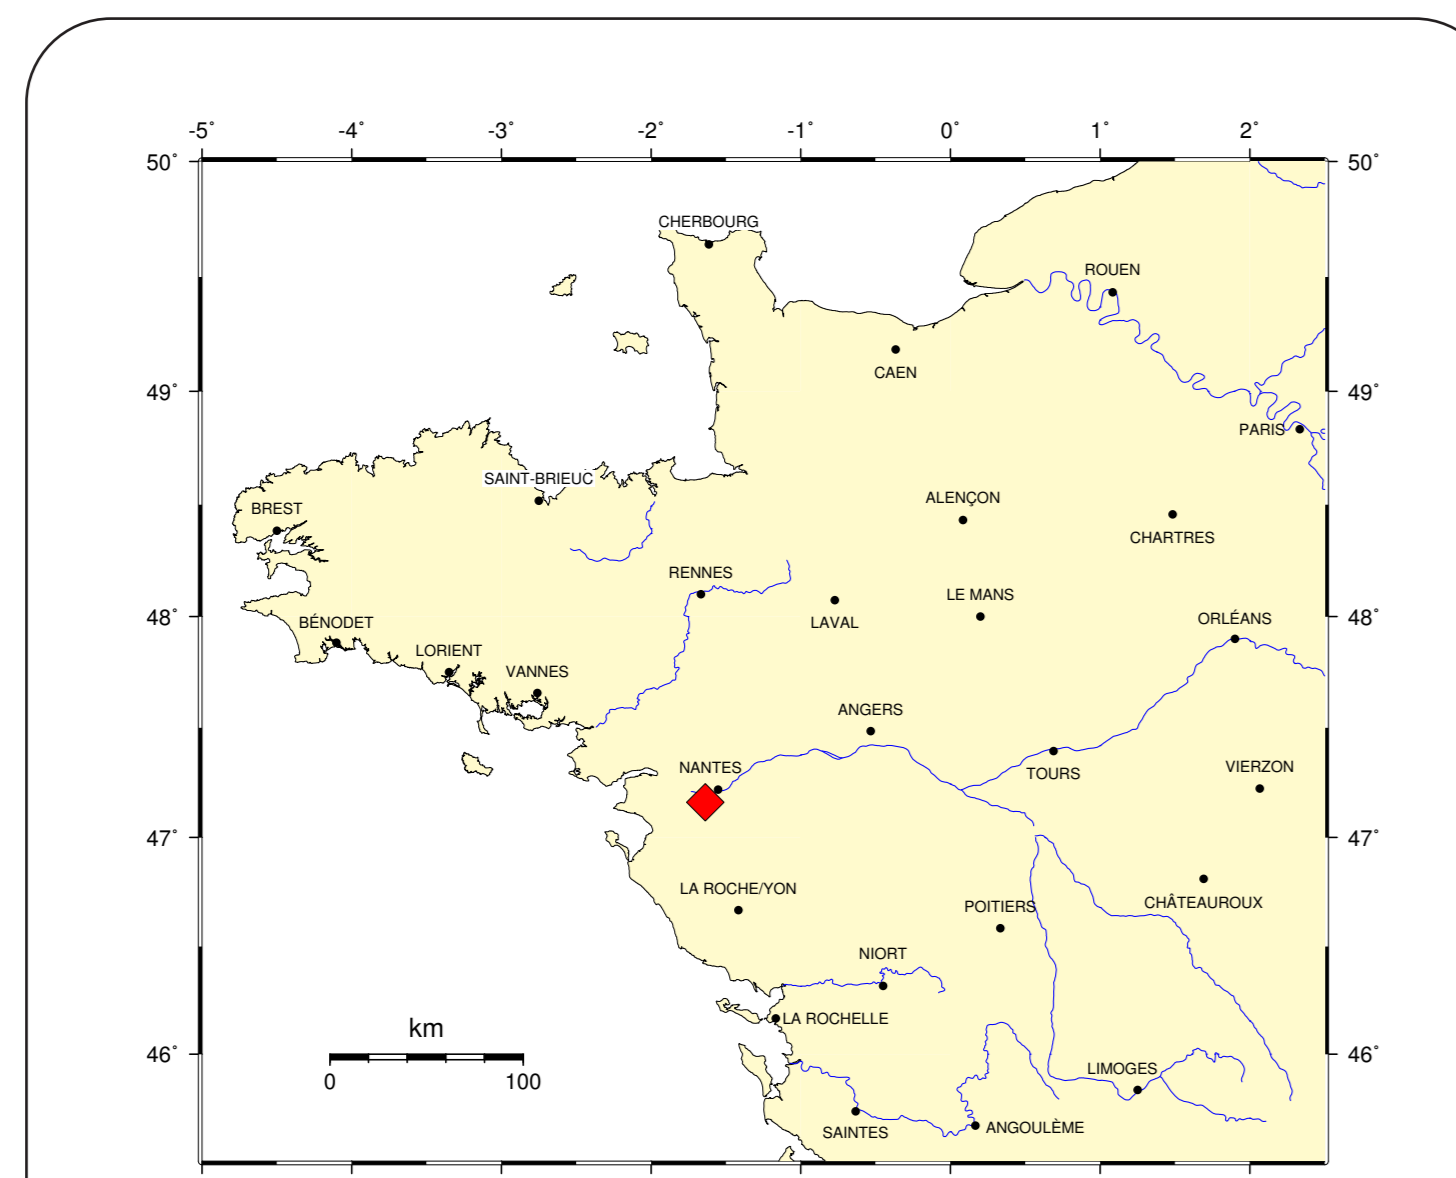 -5° -4° -3° -2° -1° 0° 1° 2°
50° 50°
CHERBOURG
ROUEN
CAEN
49° 49°
PARIS
SAINT-BRIEUC
ALENÇON
BREST
CHARTRES
RENNES
LE MANS
48° 48°
BÉNODET
LAVAL
ORLÉANS
LORIENT
VANNES
ANGERS
NANTES
TOURS
VIERZON
47° 47°
LA ROCHE/YON
CHÂTEAUROUX
POITIERS
NIORT
LA ROCHELLE
km
46° 46°
0 100
LIMOGES
SAINTES
ANGOULÈME